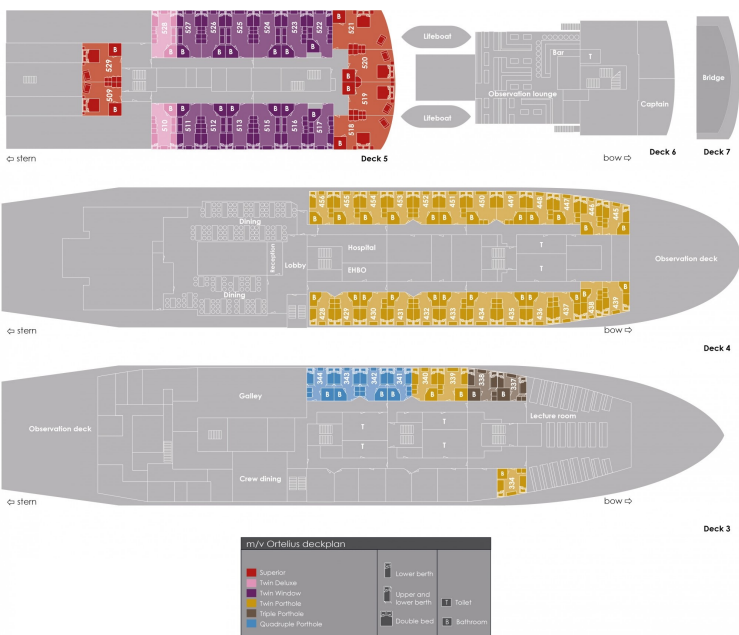 528 527 526 525 524 523 522 521
B B B B B B B B B
529 509 B B
520 519 B B
510 511 512 513 515 516 517 518
B B B B B B B B
Lifeboat
Lifeboat
Bar
T
Observation lounge
Captain
Bridge
⇦ stern
Deck 5
bow ⇨
Deck 6
Deck 7
456 455 454 453 452 451 450 449 448 447 446 445
B B B B B B B B B B B B
Dining
Reception
Lobby
Hospital
EHBO
T
T
Observation deck
Dining
428 429 430 431 432 433 434 435 436 437 438 439
B B B B B B B B B B B B
⇦ stern
bow ⇨
Deck 4
344 343 342 341 340 339 338 337
B B B B B B B B
Galley
Observation deck
T T
T T
Lecture room
Crew dining
B 334
⇦ stern
bow ⇨
Deck 3
m/v Ortelius deckplan
Superior
Twin Deluxe
Twin Window
Twin Porthole
Triple Porthole
Quadruple Porthole
Lower berth
Upper and
lower berth
Double bed
T Toilet
B Bathroom